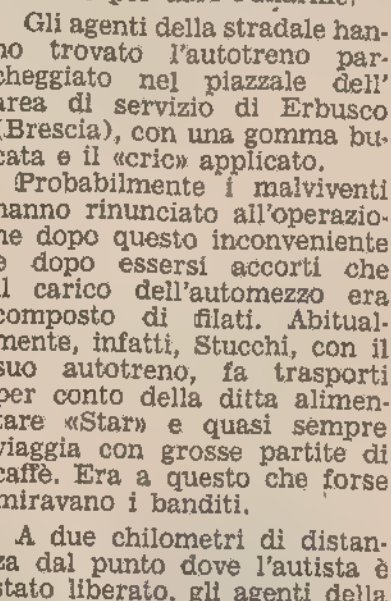 Gli agenti della stradale han-
no trovato l'autotreno par-
cheggiato nel piazzale dell'
area di servizio di Erbusco
(Brescia), con una gomma bu-
cata e il «cric» applicato.
Probabilmente i malviventi
hanno rinunciato all'operazio-
ne dopo questo inconveniente
e dopo essersi accorti che
il carico dell'automezzo era
composto di filati. Abitual-
mente, infatti, Stucchi, con il
suo autotreno, fa trasporti
per conto della ditta alimen-
tare «Star» e quasi sempre
viaggia con grosse partite di
caffè. Era a questo che forse
miravano i banditi.
A due chilometri di distan-
za dal punto dove l'autista è
stato liberato, gli agenti della